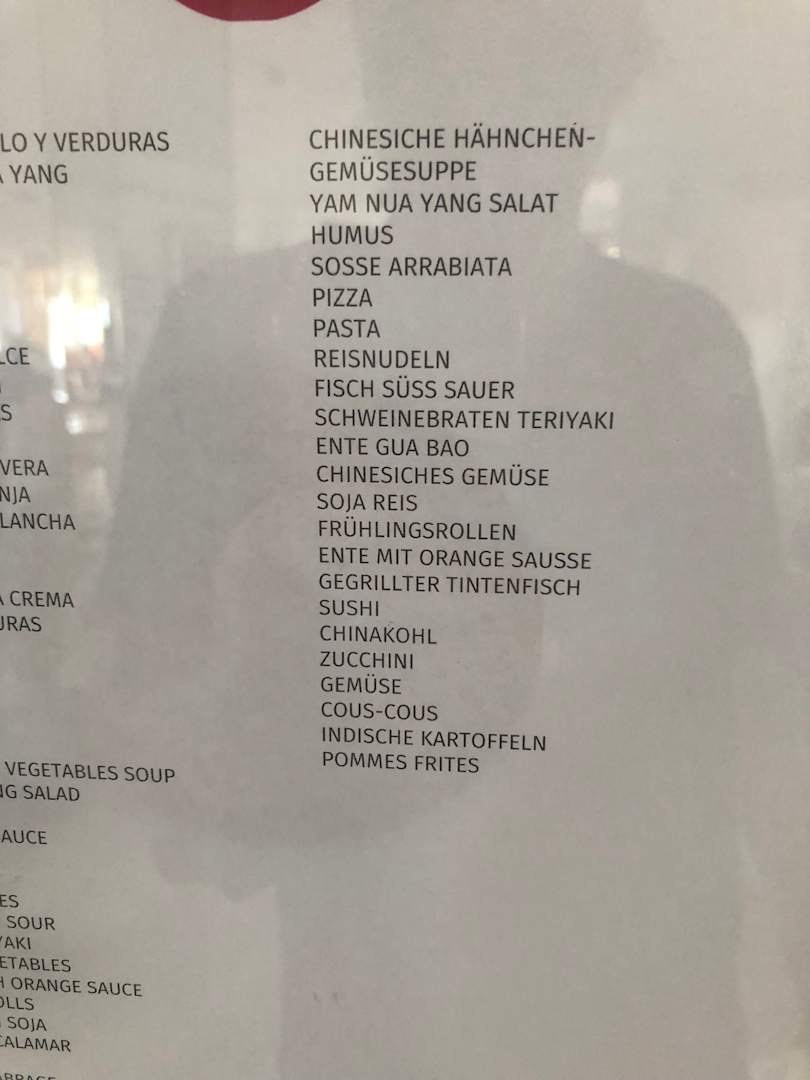 LO Y VERDURAS
YANG
LCE
S
VERA
NJA
LANCHA
CREMA
URAS
VEGETABLES SOUP
NG SALAD
AUCE
ES
SOUR
YAKI
ETABLES
H ORANGE SAUCE
OLLS
SOJA
CALAMAR
CHINESICHE HÄHNCHEN-
GEMÜSESUPPE
YAM NUA YANG SALAT
HUMUS
SOSSE ARRABIATA
PIZZA
PASTA
REISNUDELN
FISCH SÜSS SAUER
SCHWEINEBRATEN TERIYAKI
ENTE GUA BAO
CHINESICHES GEMÜSE
SOJA REIS
FRÜHLINGSROLLEN
ENTE MIT ORANGE SAUSSE
GEGRILLTER TINTENFISCH
SUSHI
CHINAKOHL
ZUCCHINI
GEMÜSE
COUS-COUS
INDISCHE KARTOFFELN
POMMES FRITES